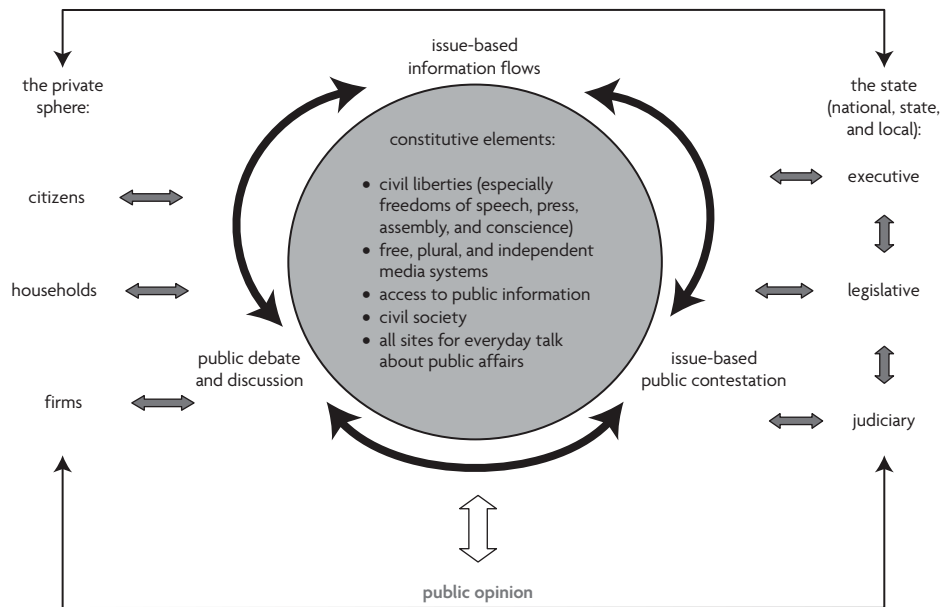 issue-based
information flows
the private
sphere:
citizens
households
firms
constitutive elements:
• civil liberties (especially
freedoms of speech, press,
assembly, and conscience)
• free, plural, and independent
media systems
• access to public information
• civil society
• all sites for everyday talk
about public affairs
public debate
and discussion
issue-based
public contestation
the state
(national, state,
and local):
executive
legislative
judiciary
public opinion